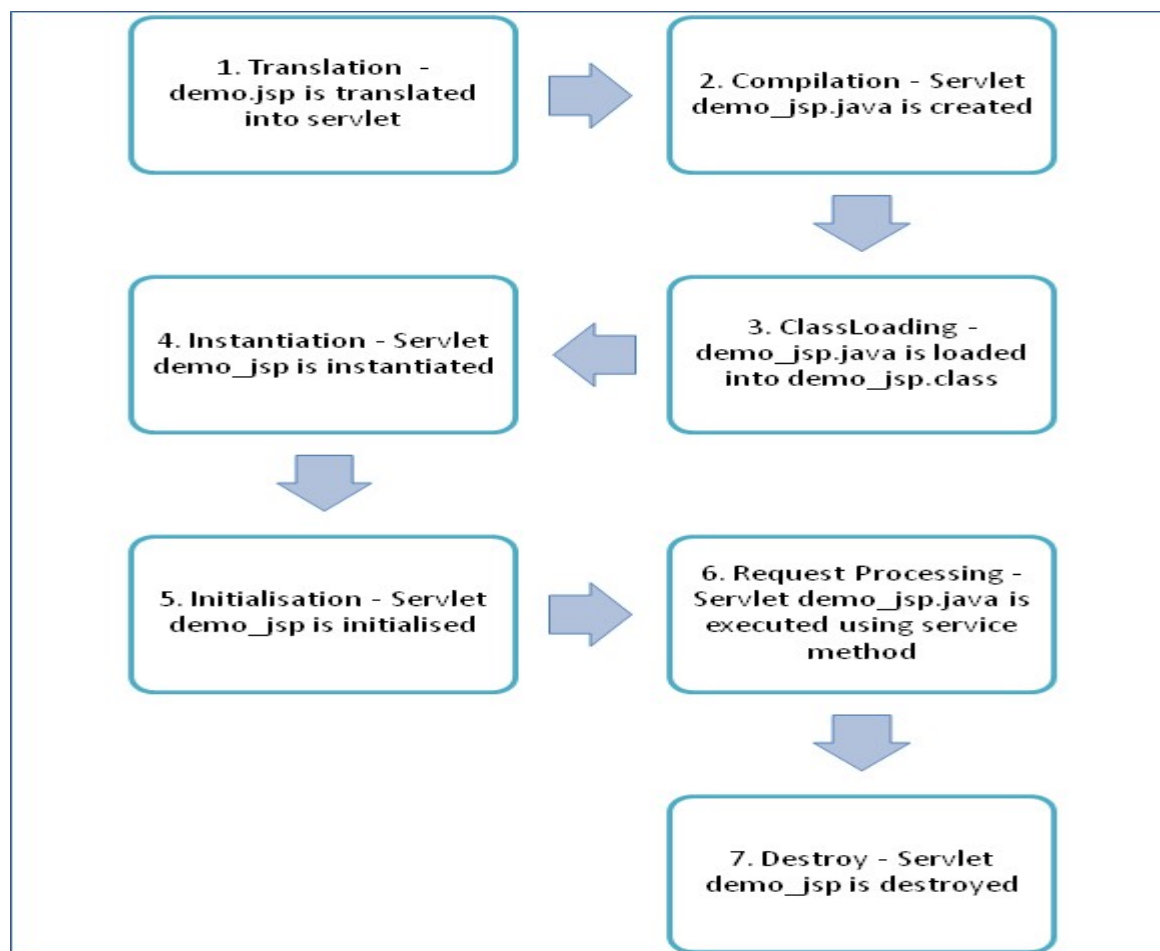 1. Translation -
demo.jsp is translated
into servlet
2. Compilation - Servlet
demo_jsp.java is created
3. ClassLoading -
demo_jsp.java is loaded
into demo_jsp.class
4. Instantiation - Servlet
demo_jsp is instantiated
5. Initialisation - Servlet
demo_jsp is initialised
6. Request Processing -
Servlet demo_jsp.java is
executed using service
method
7. Destroy - Servlet
demo_jsp is destroyed